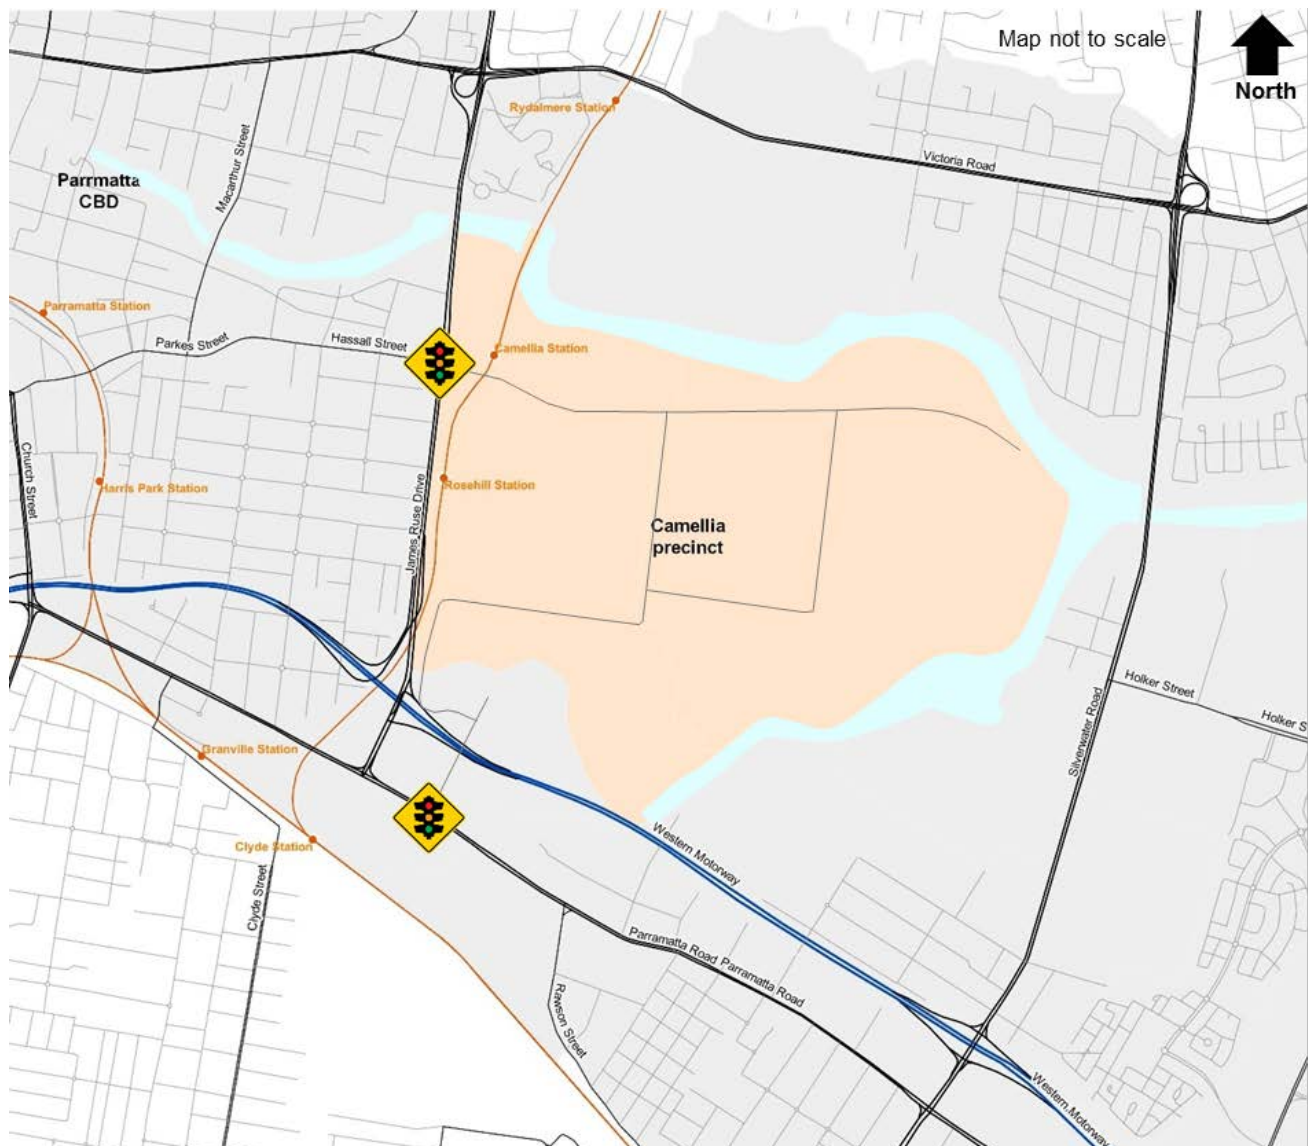 Map not to scale
North
Rydalmere Station
Macarthur Street
Victoria Road
Parrmatta
CBD
Parramatta Station
Parkes Street
Hassall Street
Camellia Station
Church Street
Harris Park Station
James Ruse Drive
Rosehill Station
Camellia
precinct
Holker Street
Holker S
Silverwater Road
Granville Station
Clyde Station
Clyde Street
Western Motorway
Parramatta Road
Parramatta Road
Rawson Street
Western Motorway